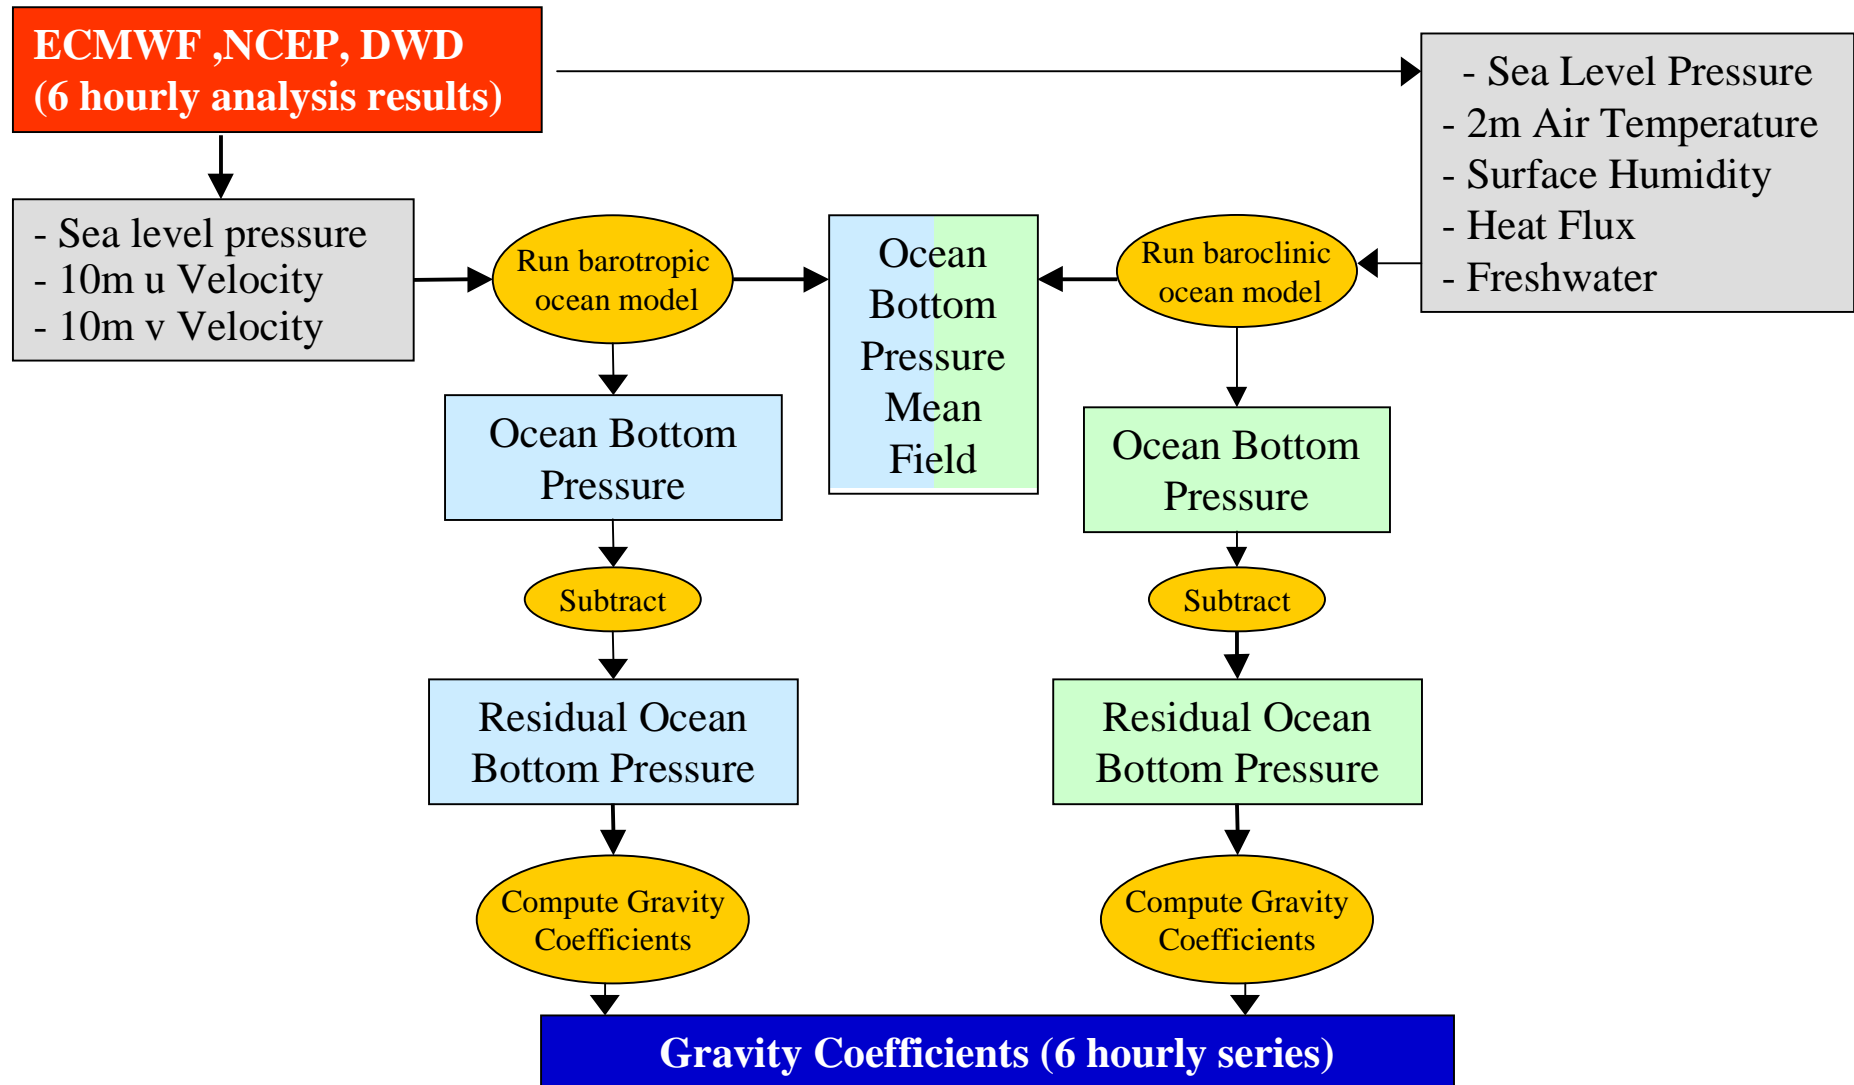 ECMWF ,NCEP, DWD
(6 hourly analysis results)
- Sea Level Pressure
- 2m Air Temperature
- Surface Humidity
- Heat Flux
- Freshwater
- Sea level pressure
- 10m u Velocity
- 10m v Velocity
Run barotropic
ocean model
Ocean
Bottom
Pressure
Mean
Field
Run baroclinic
ocean model
Ocean Bottom
Pressure
Ocean Bottom
Pressure
Subtract
Subtract
Residual Ocean
Bottom Pressure
Residual Ocean
Bottom Pressure
Compute Gravity
Coefficients
Compute Gravity
Coefficients
Gravity Coefficients (6 hourly series)